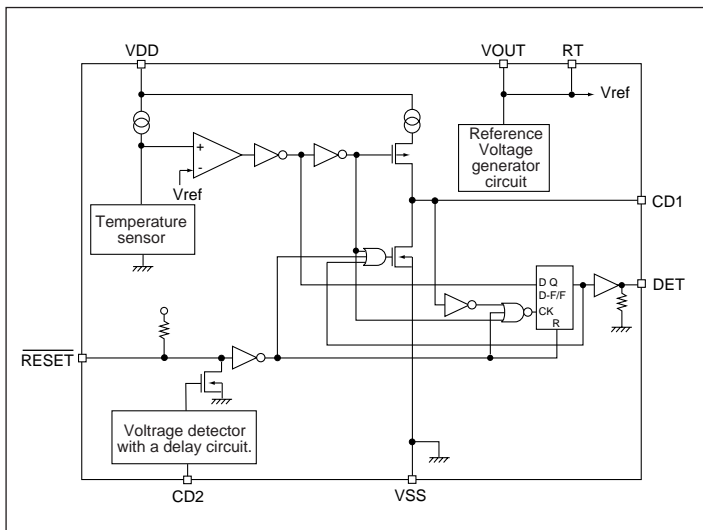 VDD
VOUT
RT
Vref
Reference
Voltage
generator
circuit
+
-
Vref
CD1
Temperature
sensor
D Q
D-F/F
CK
R
DET
RESET
Voltrage detector
with a delay circuit.
CD2
VSS